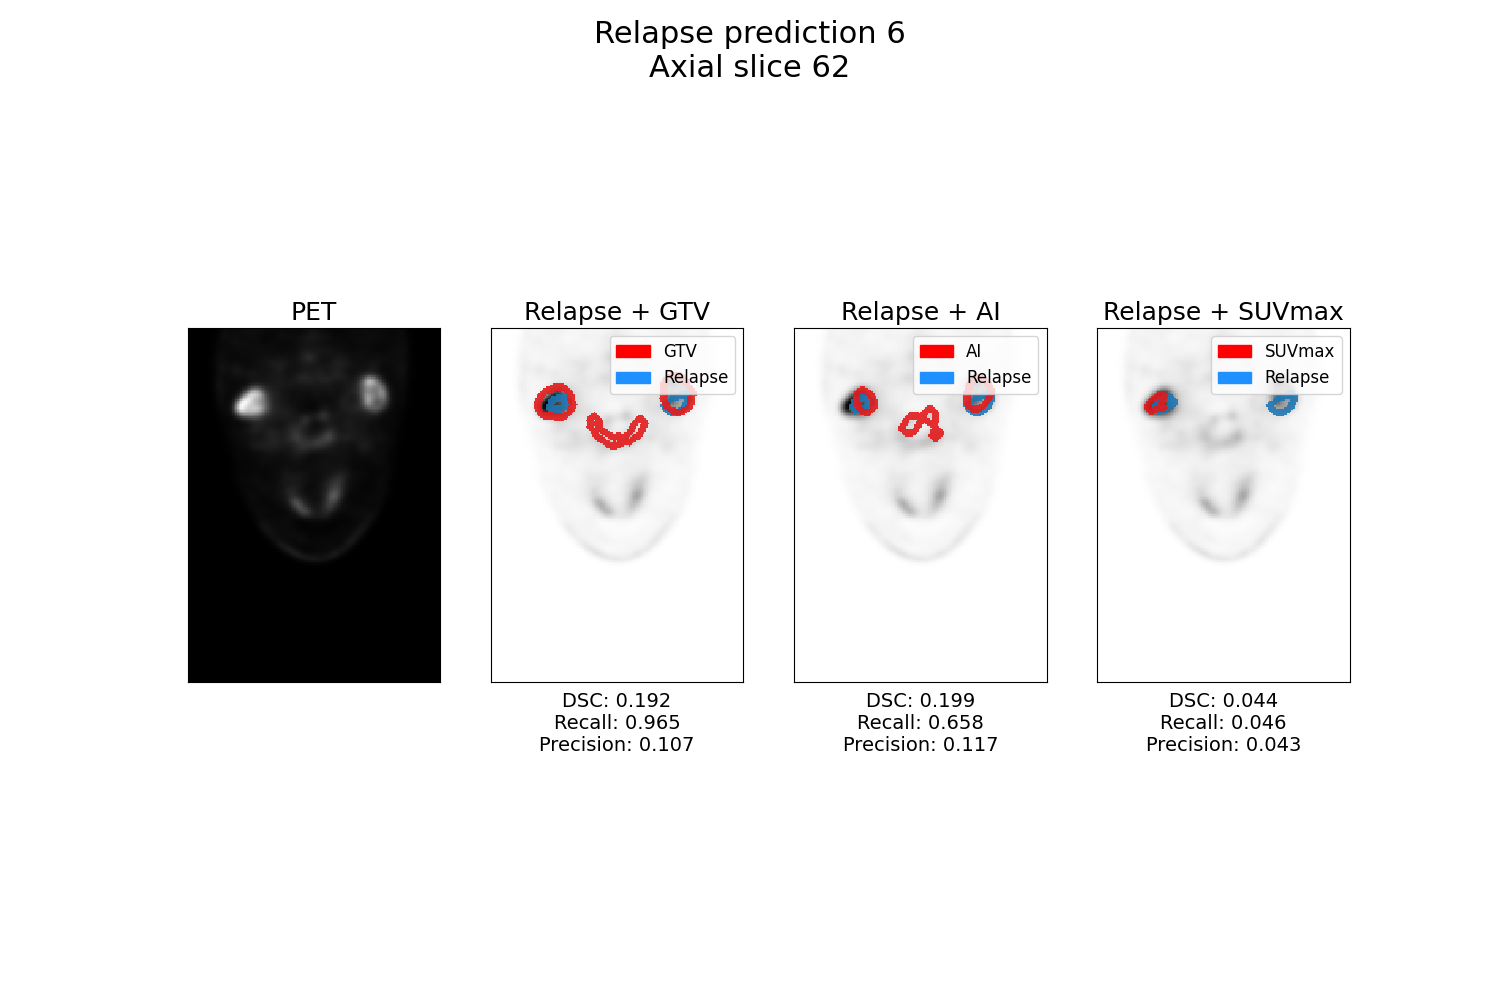 Relapse prediction 6
Axial slice 62
PET
Relapse + GTV
Relapse + AI
Relapse + SUVmax
GTV
Relapse
AI
Relapse
SUVmax
Relapse
DSC: 0.192
Recall: 0.965
Precision: 0.107
DSC: 0.199
Recall: 0.658
Precision: 0.117
DSC: 0.044
Recall: 0.046
Precision: 0.043